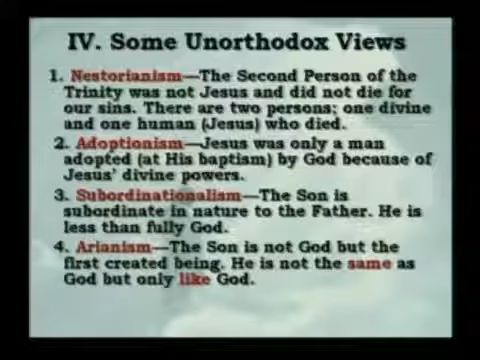 IV. Some Unorthodox Views
1. Nestorianism—The Second Person of the
Trinity was not Jesus and did not die for
our sins. There are two persons; one divine
and one human (Jesus) who died.
2. Adoptionism—Jesus was only a man
adopted (at His baptism) by God because of
Jesus' divine powers.
3. Subordinationalism—The Son is
subordinate in nature to the Father. He is
less than fully God.
4. Arianism—The Son is not God but the
first created being. He is not the same as
God but only like God.